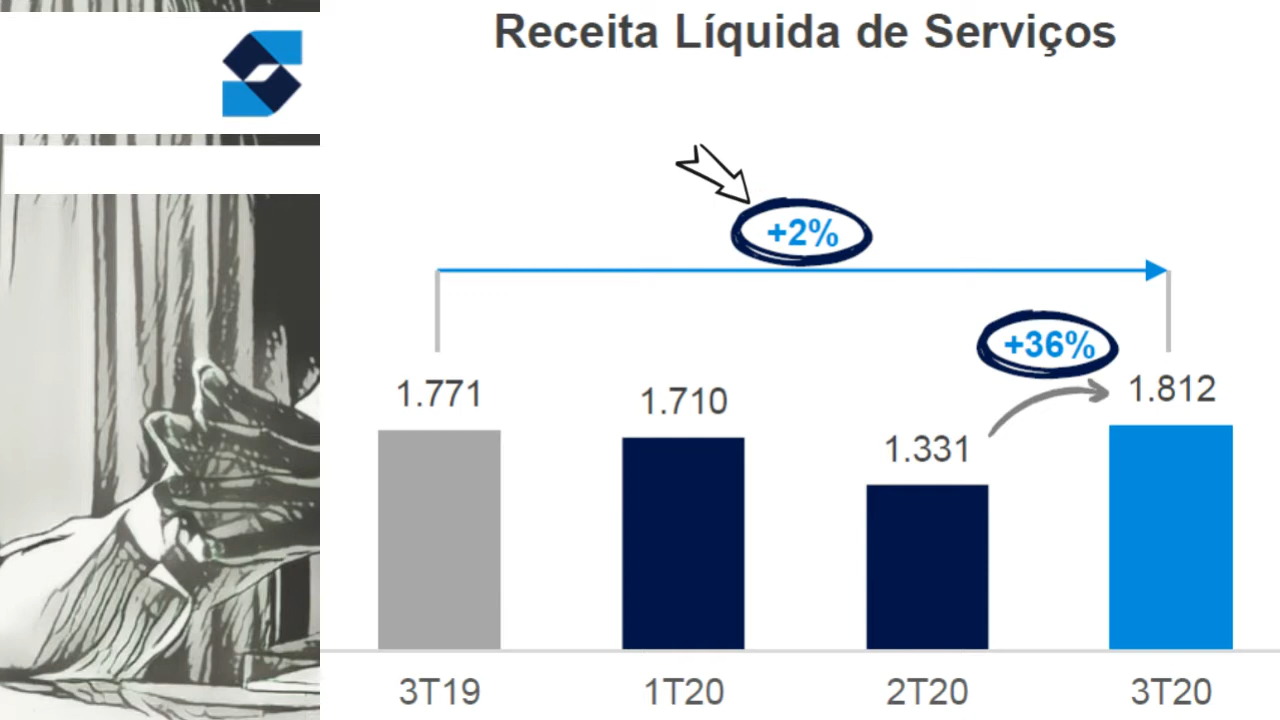 Receita Líquida de Serviços
+2%
+36%
1.771
1.710
1.331
1.812
3T19
1T20
2T20
3T20